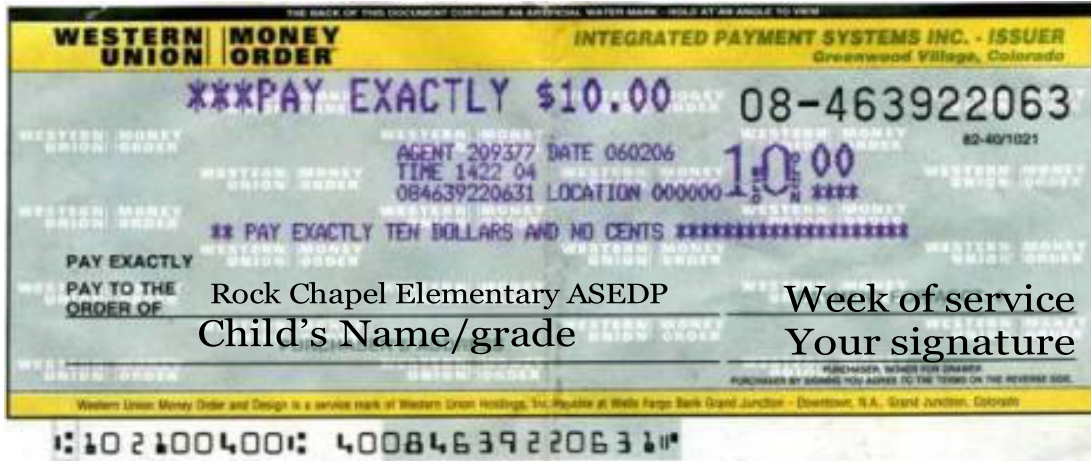 THE BACK OF THIS DOCUMENT CONTAINS AN ARTIFICIAL WATER MARK - HOLD AT AN ANGLE TO VIEW
WESTERN MONEY
UNION ORDER
INTEGRATED PAYMENT SYSTEMS INC. - ISSUER
Greenwood Village, Colorado
***PAY EXACTLY $10.00
08-463922063
82-40/1021
AGENT 209377 DATE 060206
TIME 1422 04
084639220631 LOCATION 000000
10 00
****
** PAY EXACTLY TEN DOLLARS AND NO CENTS *********************
PAY EXACTLY
PAY TO THE
ORDER OF
Rock Chapel Elementary ASEDP
Week of service
Child's Name/grade
Your signature
PURCHASER, SIGNER FOR DRAWER
PURCHASER BY SIGNING YOU AGREE TO THE TERMS ON THE REVERSE SIDE.
Western Union Money Order and Design is a service mark of Western Union Holdings, Inc. Payable at Wells Fargo Bank Grand Junction - Downtown, N.A., Grand Junction, Colorado
⑆102100400⑆ 40084639220631⑈